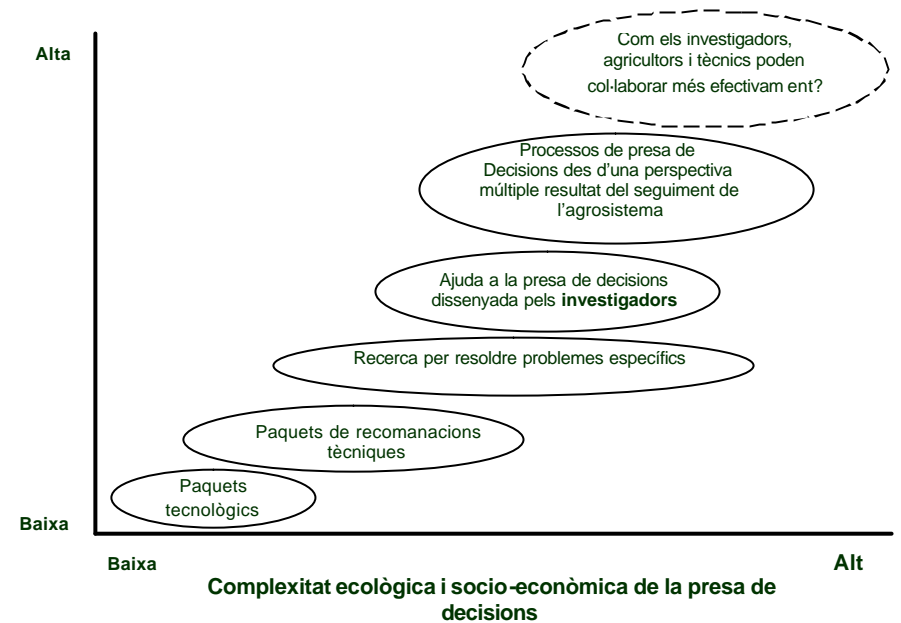 Alta
Com els investigadors,
agricultors i tècnics poden
col·laborar més efectivam ent?
Processos de presa de
Decisions des d'una perspectiva
múltiple resultat del seguiment de
l'agrosistema
Ajuda a la presa de decisions
dissenyada pels investigadors
Recerca per resoldre problemes específics
Paquets de recomanacions
tècniques
Paquets
tecnològics
Baixa
Baixa
Alt
Complexitat ecològica i socio-econòmica de la presa de
decisions